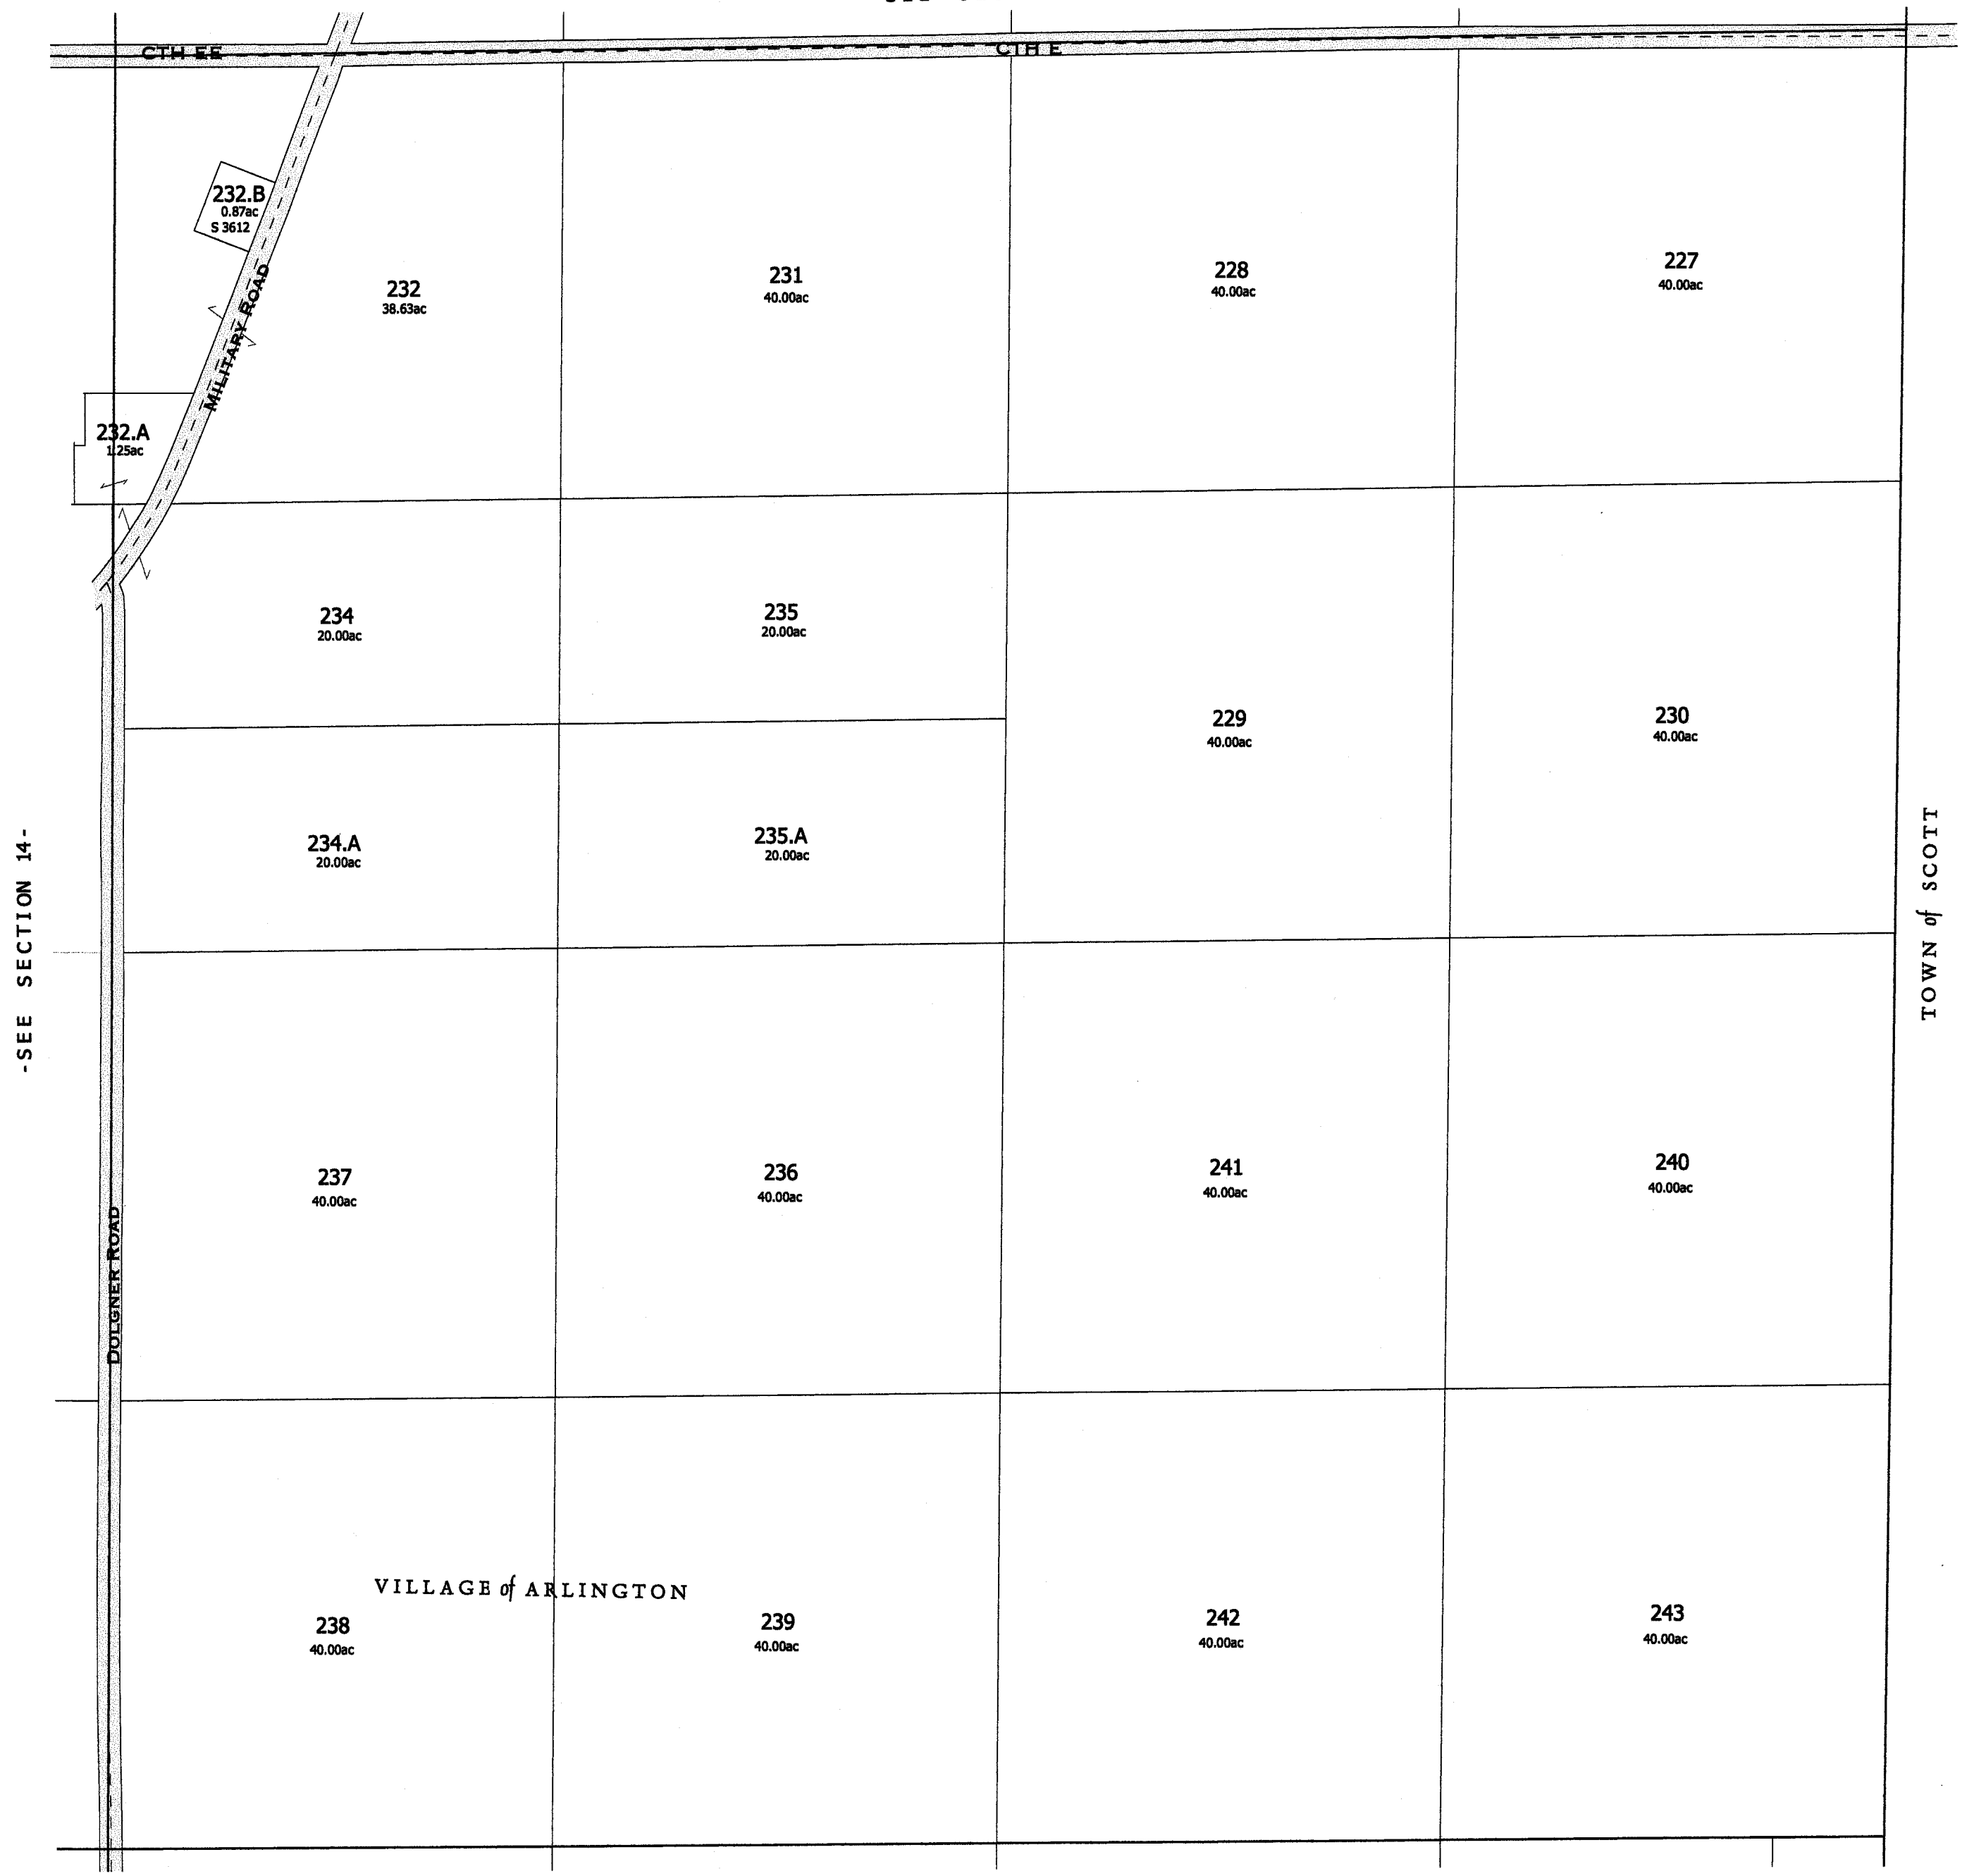 CTH EE
CTH E
232.B
0.87ac
S 3612
MILITARY ROAD
232
38.63ac
231
40.00ac
228
40.00ac
227
40.00ac
232.A
1.25ac
234
20.00ac
235
20.00ac
229
40.00ac
230
40.00ac
234.A
20.00ac
235.A
20.00ac
-SEE SECTION 14-
TOWN of SCOTT
237
40.00ac
236
40.00ac
241
40.00ac
240
40.00ac
DOLGNER ROAD
VILLAGE of ARLINGTON
238
40.00ac
239
40.00ac
242
40.00ac
243
40.00ac